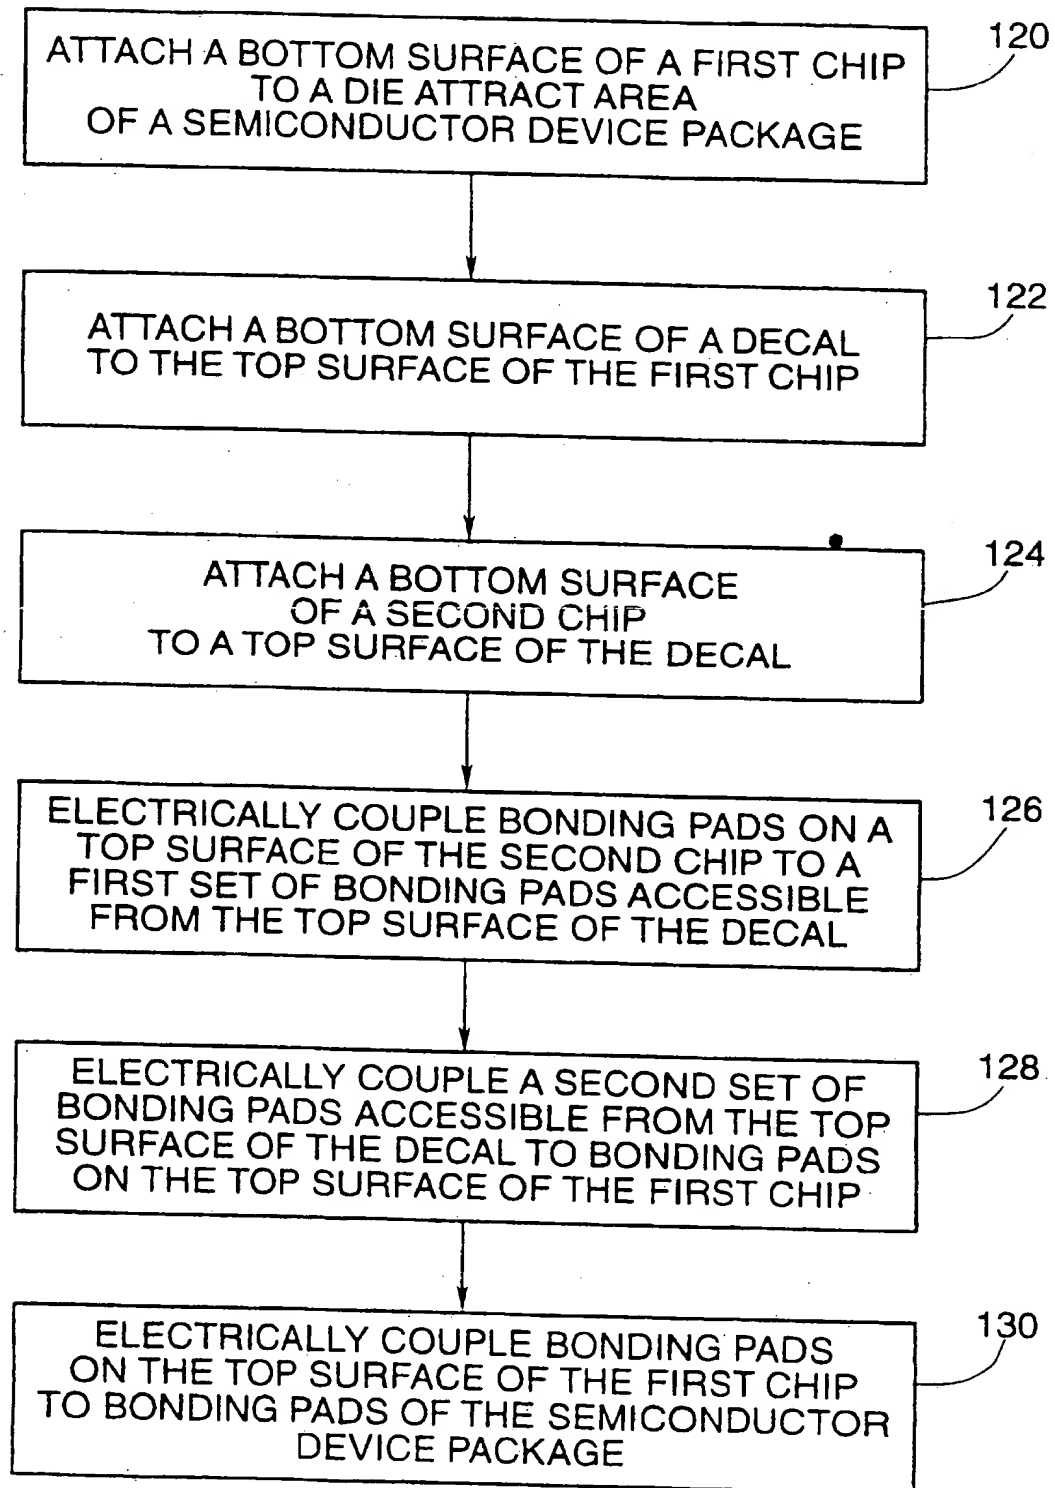 ATTACH A BOTTOM SURFACE OF A FIRST CHIP
TO A DIE ATTRACT AREA
OF A SEMICONDUCTOR DEVICE PACKAGE
120
ATTACH A BOTTOM SURFACE OF A DECAL
TO THE TOP SURFACE OF THE FIRST CHIP
122
ATTACH A BOTTOM SURFACE
OF A SECOND CHIP
TO A TOP SURFACE OF THE DECAL
124
ELECTRICALLY COUPLE BONDING PADS ON A
TOP SURFACE OF THE SECOND CHIP TO A
FIRST SET OF BONDING PADS ACCESSIBLE
FROM THE TOP SURFACE OF THE DECAL
126
ELECTRICALLY COUPLE A SECOND SET OF
BONDING PADS ACCESSIBLE FROM THE TOP
SURFACE OF THE DECAL TO BONDING PADS
ON THE TOP SURFACE OF THE FIRST CHIP
128
ELECTRICALLY COUPLE BONDING PADS
ON THE TOP SURFACE OF THE FIRST CHIP
TO BONDING PADS OF THE SEMICONDUCTOR
DEVICE PACKAGE
130